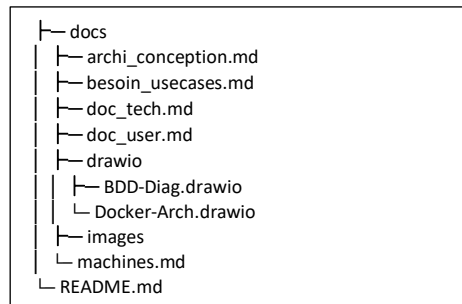 ├─ docs
│ ├─ archi_conception.md
│ ├─ besoin_usecases.md
│ ├─ doc_tech.md
│ ├─ doc_user.md
│ ├─ drawio
│ │ ├─ BDD-Diag.drawio
│ │ └─ Docker-Arch.drawio
│ ├─ images
│ └─ machines.md
└─ README.md